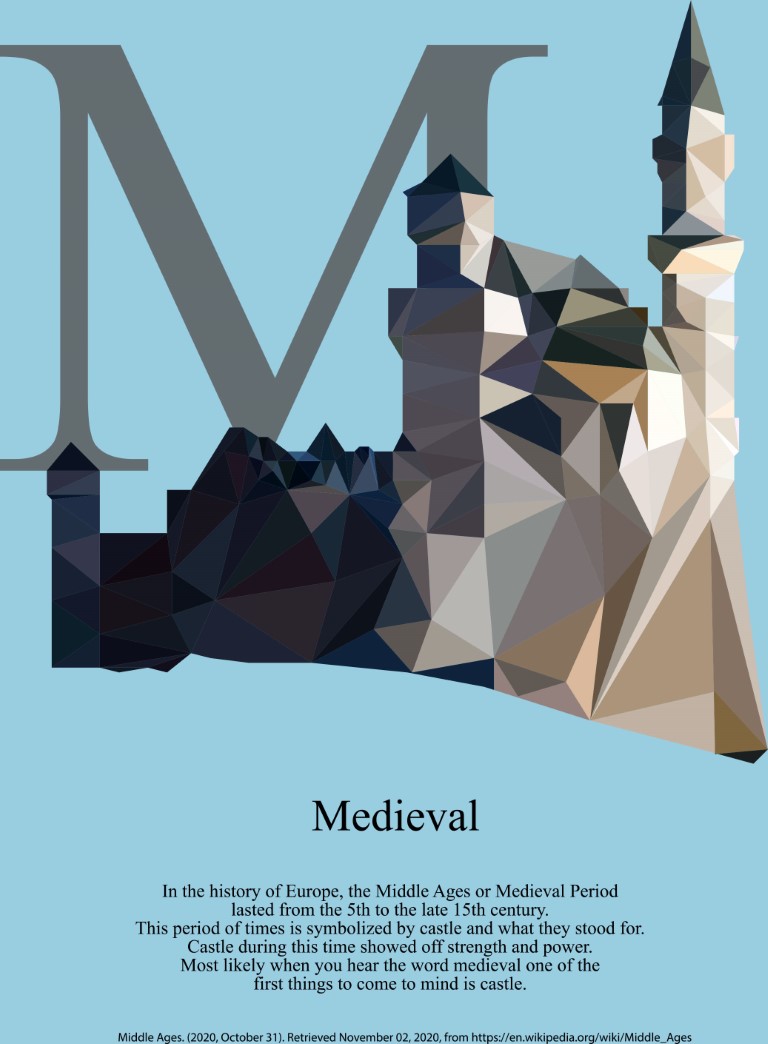 M
Medieval
In the history of Europe, the Middle Ages or Medieval Period
lasted from the 5th to the late 15th century.
This period of times is symbolized by castle and what they stood for.
Castle during this time showed off strength and power.
Most likely when you hear the word medieval one of the
first things to come to mind is castle.
Middle Ages. (2020, October 31). Retrieved November 02, 2020, from https://en.wikipedia.org/wiki/Middle_Ages